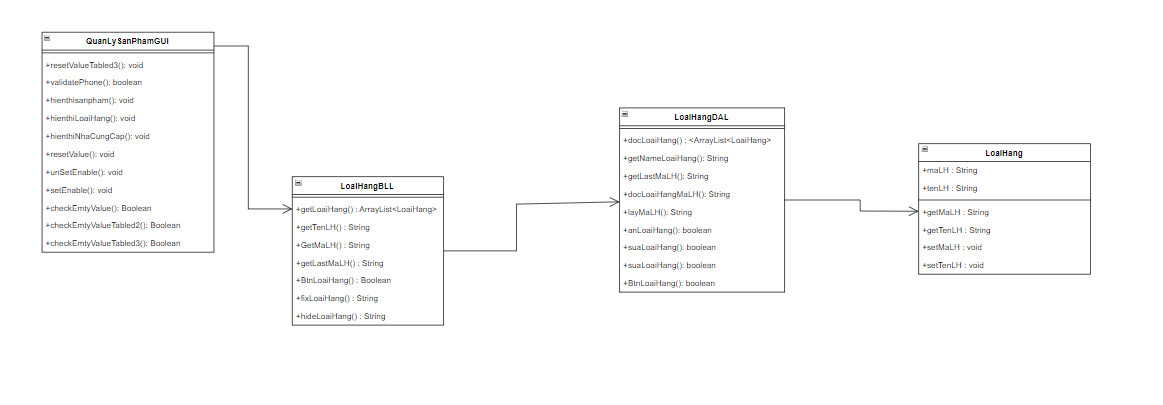 QuanLySanPhamGUI
+resetValueTabled3(): void
+validatePhone(): boolean
+hienthisanpham(): void
+hienthiLoaiHang(): void
+hienthiNhaCungCap(): void
+resetValue(): void
+unSetEnable(): void
+setEnable(): void
+checkEmtyValue(): Boolean
+checkEmtyValueTabled2(): Boolean
+checkEmtyValueTabled3(): Boolean
LoaiHangBLL
+getLoaiHang() : ArrayList<LoaiHang>
+getTenLH() : String
+GetMaLH() : String
+getLastMaLH() : String
+BtnLoaiHang() : Boolean
+fixLoaiHang() : String
+hideLoaiHang() : String
LoaiHangDAL
+docLoaiHang() : <ArrayList<LoaiHang>
+getNameLoaiHang(): String
+getLastMaLH(): String
+docLoaiHangMaLH(): String
+layMaLH(): String
+anLoaiHang(): boolean
+suaLoaiHang(): boolean
+suaLoaiHang(): boolean
+BtnLoaiHang(): boolean
LoaiHang
+maLH : String
+tenLH : String
+getMaLH : String
+getTenLH : String
+setMaLH : void
+setTenLH : void